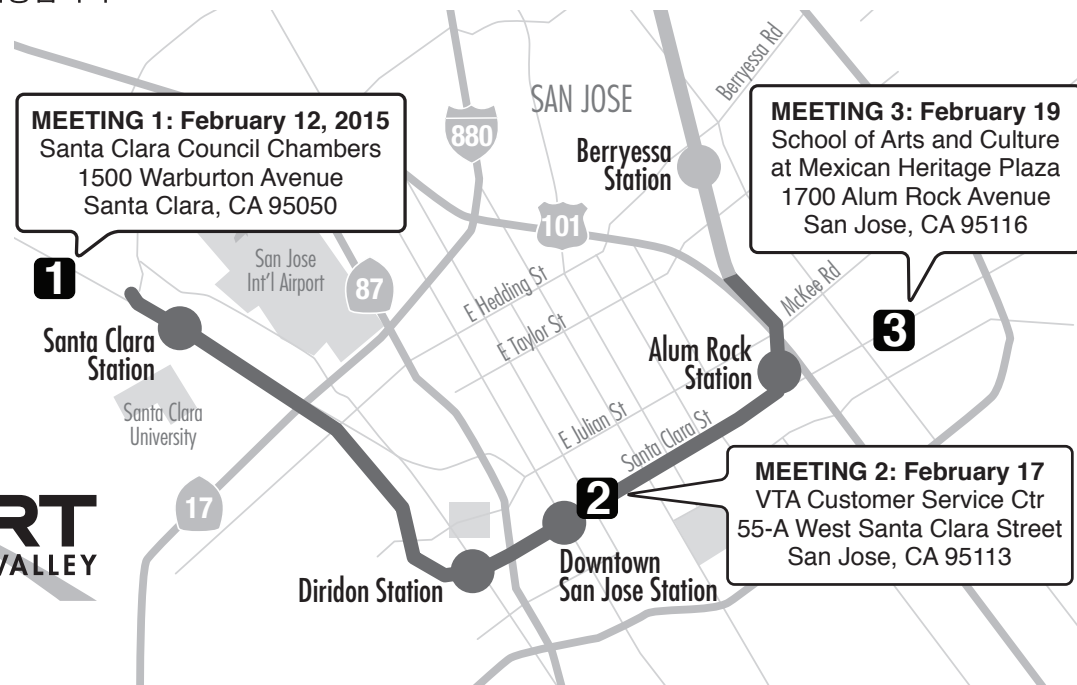 SAN JOSE
Berryessa Rd
MEETING 1: February 12, 2015
Santa Clara Council Chambers
1500 Warburton Avenue
Santa Clara, CA 95050
880
Berryessa
Station
MEETING 3: February 19
School of Arts and Culture
at Mexican Heritage Plaza
1700 Alum Rock Avenue
San Jose, CA 95116
101
1
San Jose
Int'l Airport
87
E Hedding St
McKee Rd
E Taylor St
3
Santa Clara
Station
Alum Rock
Station
Santa Clara
University
E Julian St
Santa Clara St
17
2
MEETING 2: February 17
VTA Customer Service Ctr
55-A West Santa Clara Street
San Jose, CA 95113
RT
VALLEY
Diridon Station
Downtown
San Jose Station